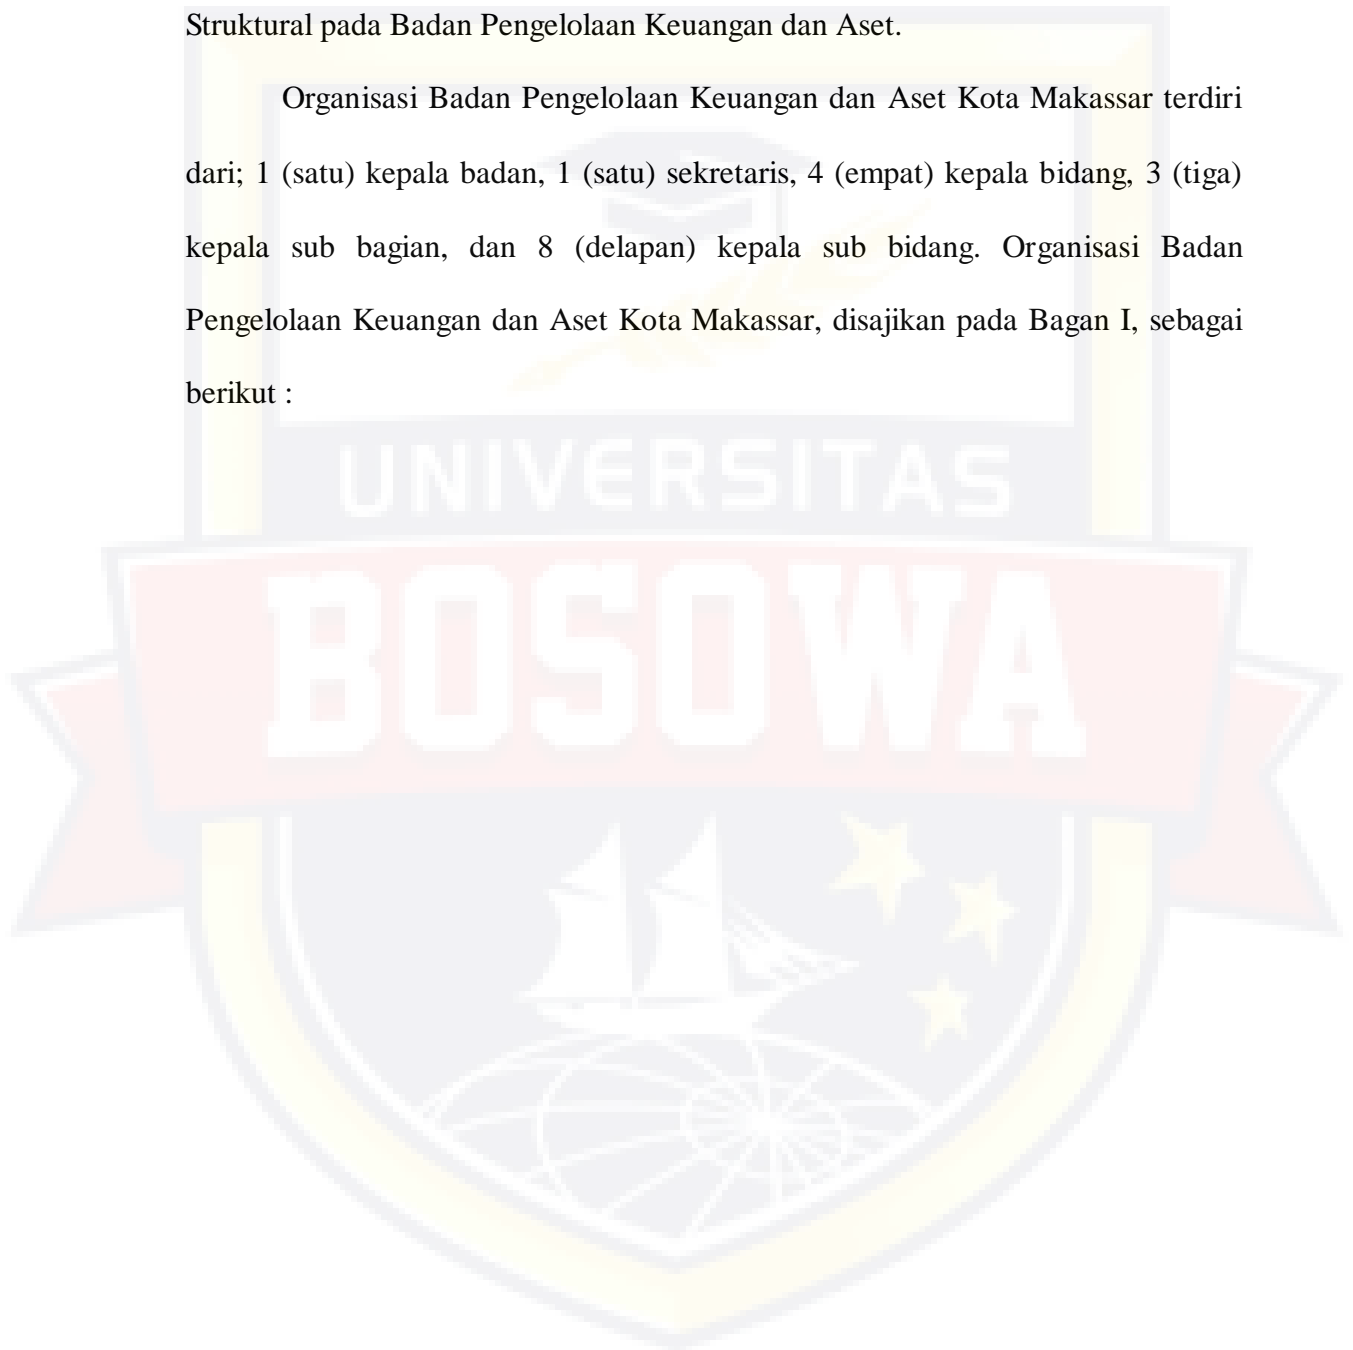 Struktural pada Badan Pengelolaan Keuangan dan Aset.
Organisasi Badan Pengelolaan Keuangan dan Aset Kota Makassar terdiri
dari; 1 (satu) kepala badan, 1 (satu) sekretaris, 4 (empat) kepala bidang, 3 (tiga)
kepala sub bagian, dan 8 (delapan) kepala sub bidang. Organisasi Badan
Pengelolaan Keuangan dan Aset Kota Makassar, disajikan pada Bagan I, sebagai
berikut :
UNIVERSITAS
BOSOWA